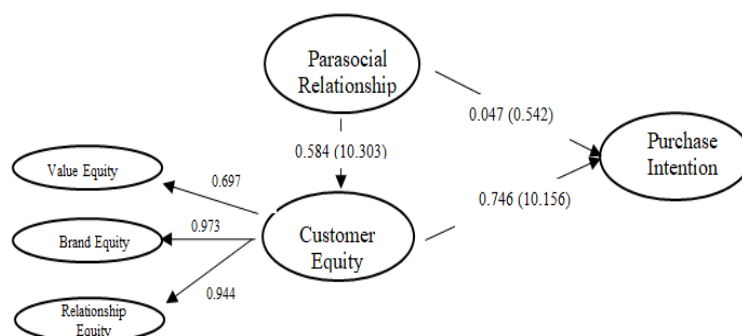 Parasocial
Relationship
0.047 (0.542)
Purchase
Intention
0.584 (10.303)
Value Equity
0.697
0.746 (10.156)
Brand Equity
0.973
Customer
Equity
0.944
Relationship
Equity